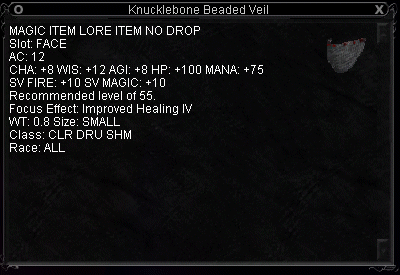 Knucklebone Beaded Veil
MAGIC ITEM LORE ITEM NO DROP
Slot: FACE
AC: 12
CHA: +8 WIS: +12 AGI: +8 HP: +100 MANA: +75
SV FIRE: +10 SV MAGIC: +10
Recommended level of 55.
Focus Effect: Improved Healing IV
WT: 0.8 Size: SMALL
Class: CLR DRU SHM
Race: ALL